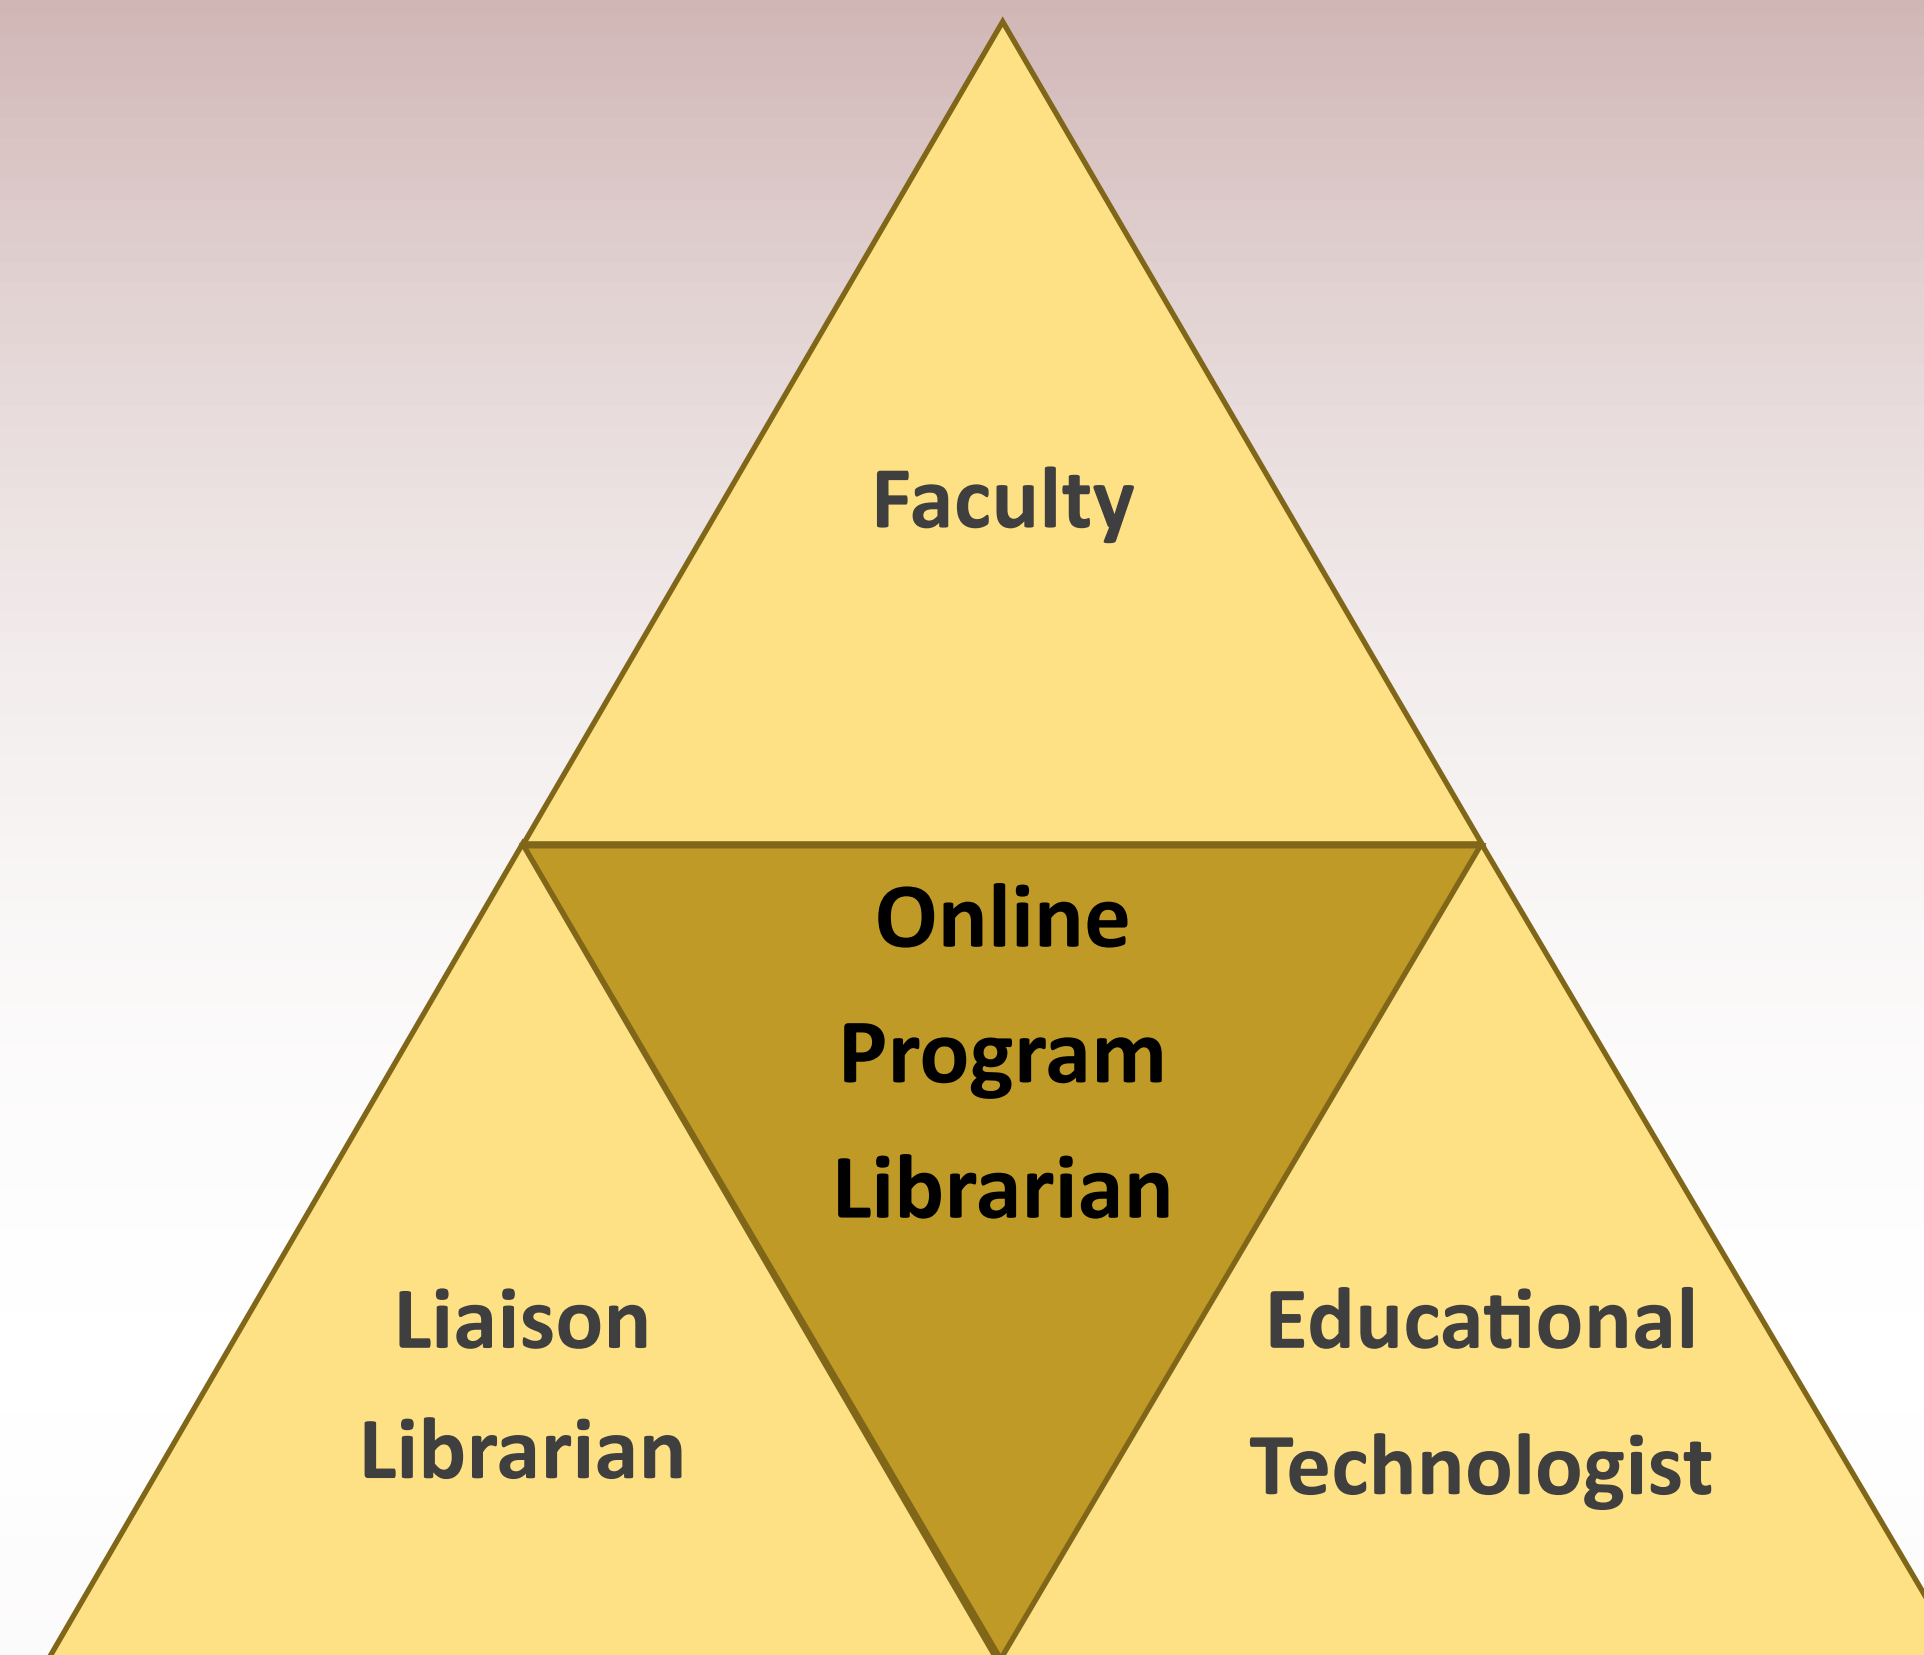 Faculty
Online
Program
Librarian
Liaison
Librarian
Educational
Technologist